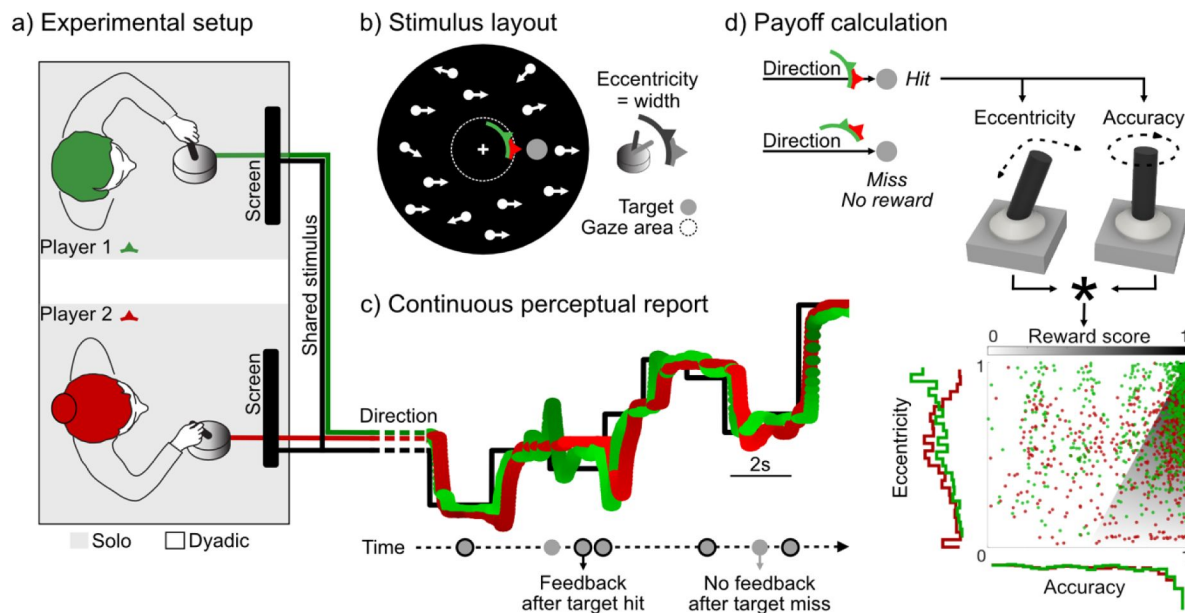 a) Experimental setup
Player 1
Player 2
Screen
Screen
Shared stimulus
Solo
Dyadic
b) Stimulus layout
Eccentricity
= width
Target
Gaze area
c) Continuous perceptual report
Direction
2s
Time
Feedback
after target hit
No feedback
after target miss
d) Payoff calculation
Direction
Hit
Direction
Miss
No reward
Eccentricity
Accuracy
*
Reward score
0
1
1
Eccentricity
0
1
Accuracy